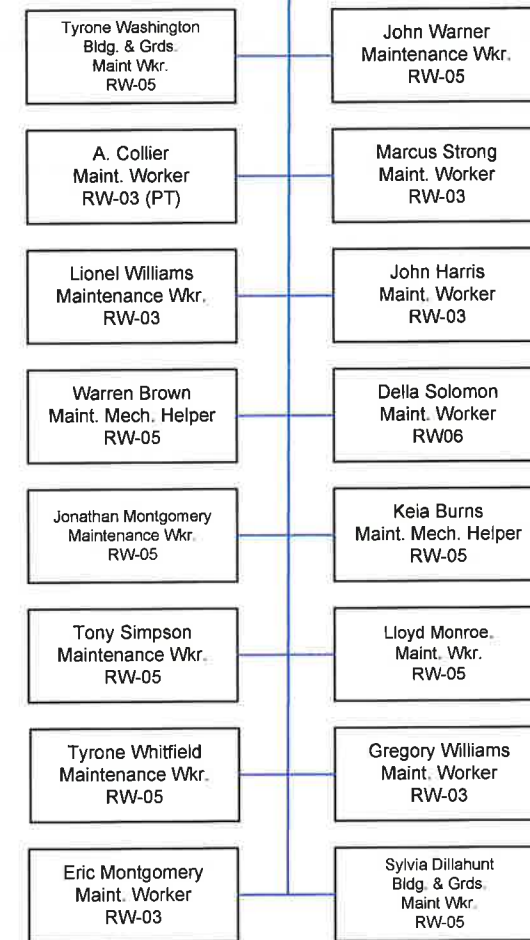 Tyrone Washington
Bldg. & Grds.
Maint Wkr.
RW-05
John Warner
Maintenance Wkr.
RW-05
A. Collier
Maint. Worker
RW-03 (PT)
Marcus Strong
Maint. Worker
RW-03
Lionel Williams
Maintenance Wkr.
RW-03
John Harris
Maint. Worker
RW-03
Warren Brown
Maint. Mech. Helper
RW-05
Della Solomon
Maint. Worker
RW06
Jonathan Montgomery
Maintenance Wkr.
RW-05
Keia Burns
Maint. Mech. Helper
RW-05
Tony Simpson
Maintenance Wkr.
RW-05
Lloyd Monroe.
Maint. Wkr.
RW-05
Tyrone Whitfield
Maintenance Wkr.
RW-05
Gregory Williams
Maint. Worker
RW-03
Eric Montgomery
Maint. Worker
RW-03
Sylvia Dillahunt
Bldg. & Grds.
Maint Wkr.
RW-05